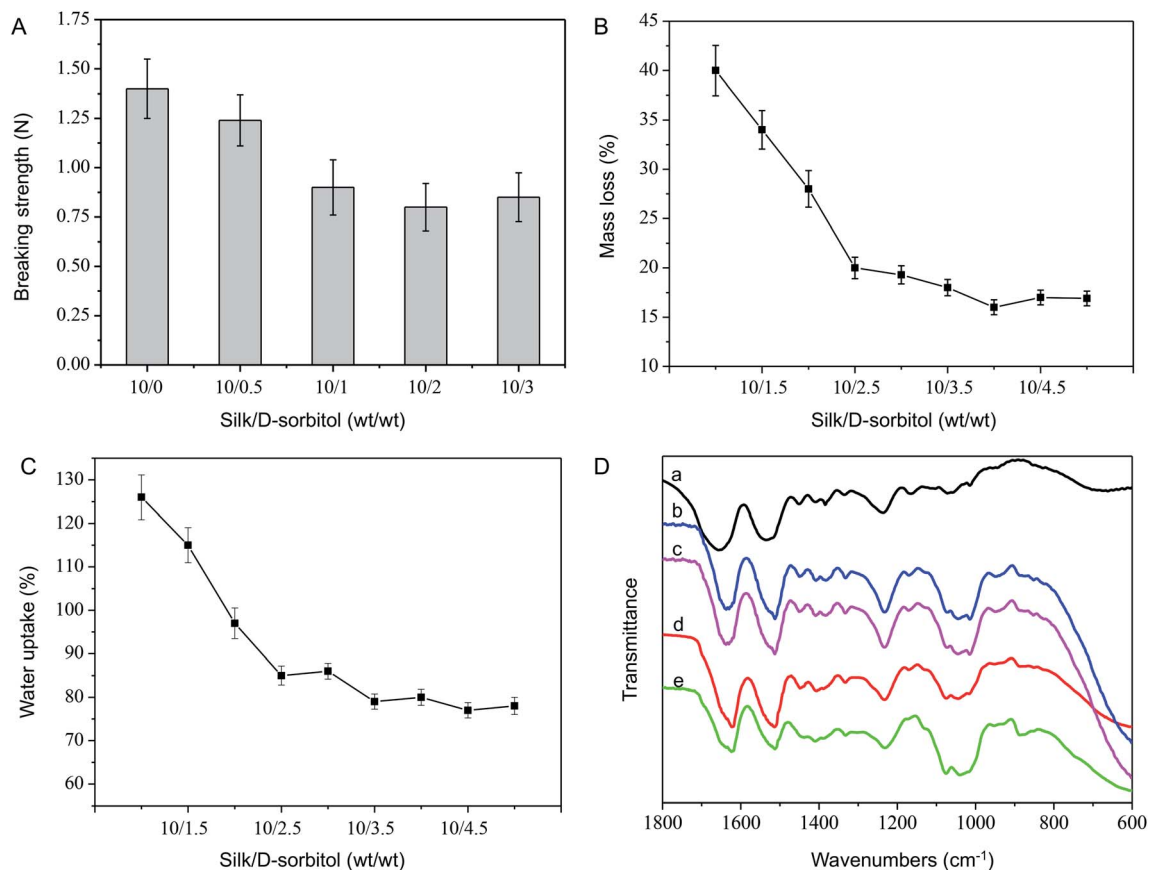 A
Breaking strength (N)
1.75
1.50
1.25
1.00
0.75
0.50
0.25
0.00
10/0 10/0.5 10/1 10/2 10/3
Silk/D-sorbitol (wt/wt)
B
Mass loss (%)
45
40
35
30
25
20
15
10
10/1.5 10/2.5 10/3.5 10/4.5
Silk/D-sorbitol (wt/wt)
C
Water uptake (%)
130
120
110
100
90
80
70
60
10/1.5 10/2.5 10/3.5 10/4.5
Silk/D-sorbitol (wt/wt)
D
Transmittance
a
b
c
d
e
1800 1600 1400 1200 1000 800 600
Wavenumbers (cm⁻¹)